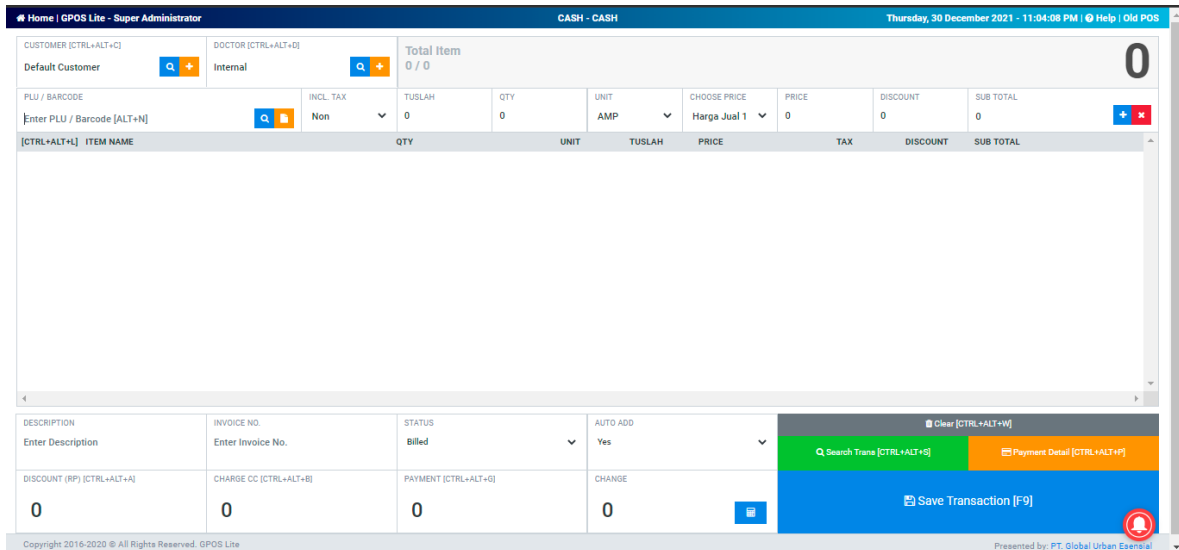 Home | GPOS Lite - Super Administrator CASH - CASH Thursday, 30 December 2021 - 11:04:08 PM | Help | Old POS
CUSTOMER [CTRL+ALT+C] DOCTOR [CTRL+ALT+D] Total Item 0
Default Customer Internal 0 / 0
PLU / BARCODE INCL. TAX TUSLAH QTY UNIT CHOOSE PRICE PRICE DISCOUNT SUB TOTAL
Enter PLU / Barcode [ALT+N] Non 0 0 AMP Harga Jual 1 0 0 0
[CTRL+ALT+L] ITEM NAME QTY UNIT TUSLAH PRICE TAX DISCOUNT SUB TOTAL
DESCRIPTION INVOICE NO. STATUS AUTO ADD Clear [CTRL+ALT+W]
Enter Description Enter Invoice No. Billed Yes
Search Trans [CTRL+ALT+S] Payment Detail [CTRL+ALT+P]
DISCOUNT (RP) [CTRL+ALT+A] CHARGE CC [CTRL+ALT+B] PAYMENT [CTRL+ALT+G] CHANGE
0 0 0 0 Save Transaction [F9]
Copyright 2016-2020 © All Rights Reserved. GPOS Lite Presented by: PT. Global Urban Esensial